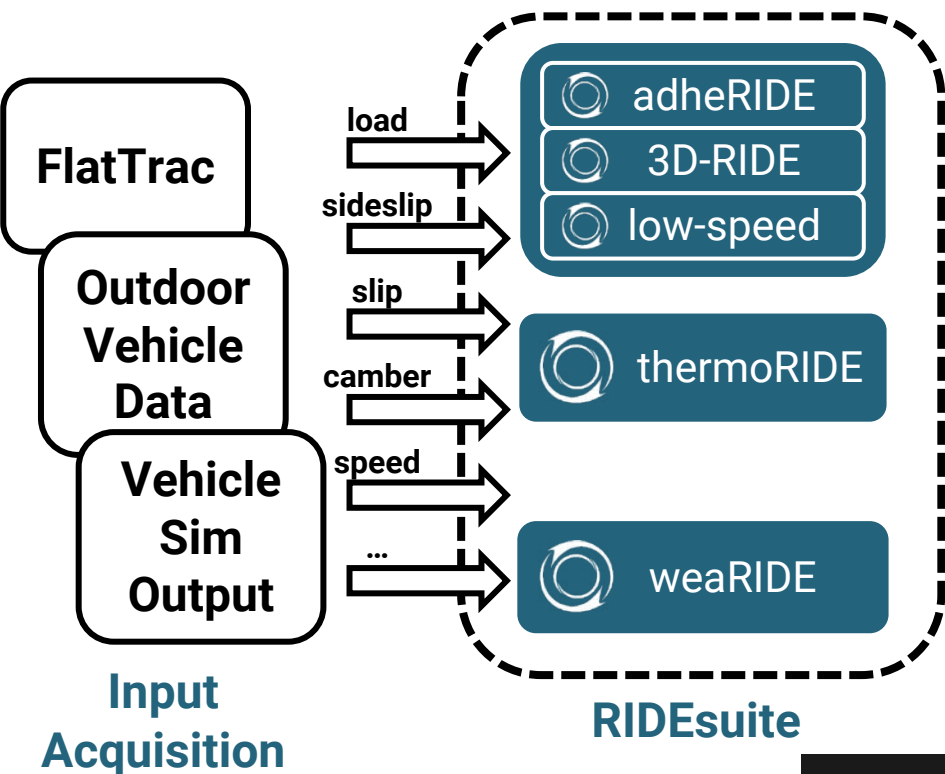 FlatTrac
Outdoor
Vehicle
Data
Vehicle
Sim
Output
Input
Acquisition
load
sideslip
slip
camber
speed
...
adheRIDE
3D-RIDE
low-speed
thermoRIDE
weaRIDE
RIDEsuite